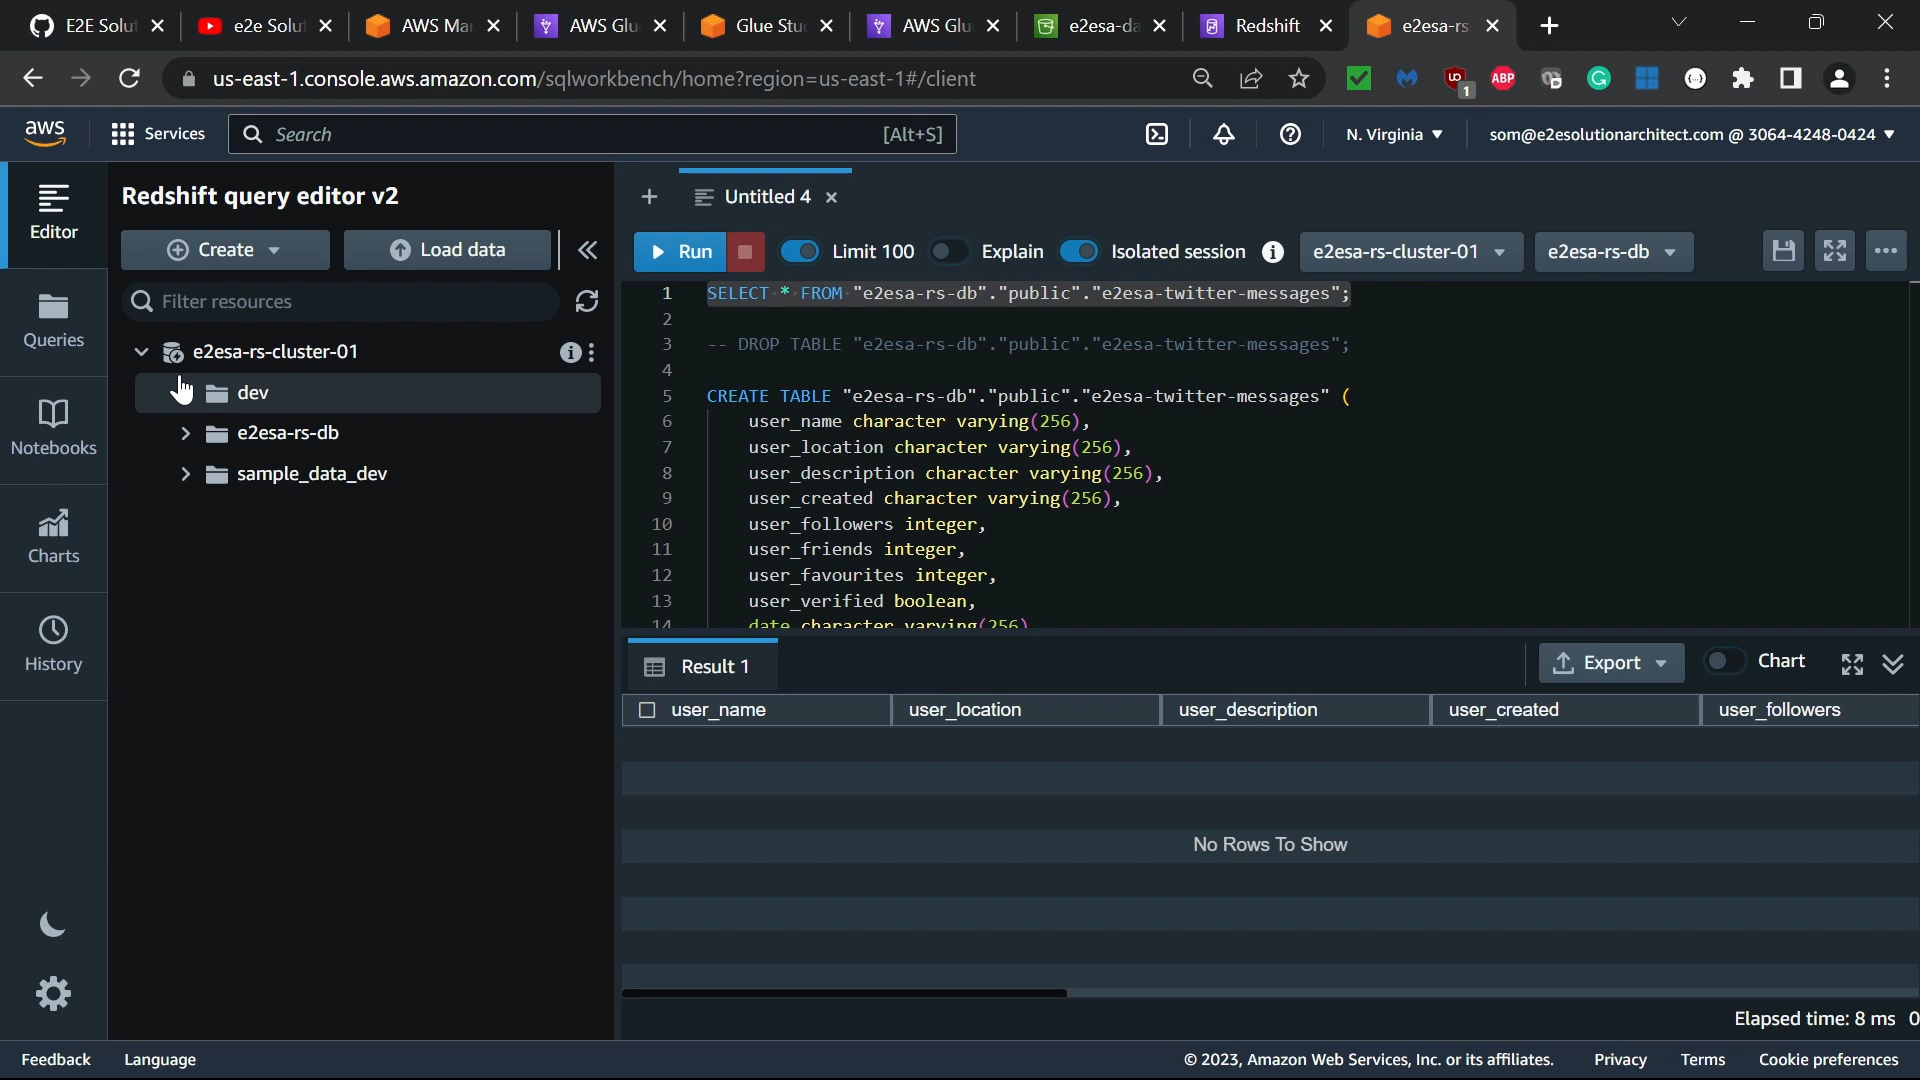 E2E Solut
e2e Solut
AWS Ma
AWS Glu
Glue Stu
AWS Glu
e2esa-da
Redshift
e2esa-rs-
us-east-1.console.aws.amazon.com/sqlworkbench/home?region=us-east-1#/client
1
ABP
aws
Services
Search
[Alt+S]
N. Virginia
som@e2esolutionarchitect.com @ 3064-4248-0424
Editor
Queries
Notebooks
Charts
History
Redshift query editor v2
Create
Load data
Filter resources
e2esa-rs-cluster-01
dev
e2esa-rs-db
sample_data_dev
Untitled 4
Run
Limit 100
Explain
Isolated session
e2esa-rs-cluster-01
e2esa-rs-db
1 SELECT * FROM "e2esa-rs-db"."public"."e2esa-twitter-messages";
2
3 -- DROP TABLE "e2esa-rs-db"."public"."e2esa-twitter-messages";
4
5 CREATE TABLE "e2esa-rs-db"."public"."e2esa-twitter-messages" (
6 user_name character varying(256),
7 user_location character varying(256),
8 user_description character varying(256),
9 user_created character varying(256),
10 user_followers integer,
11 user_friends integer,
12 user_favourites integer,
13 user_verified boolean,
14 date character varying(256)
Result 1
Export
Chart
user_name user_location user_description user_created user_followers
No Rows To Show
Elapsed time: 8 ms 0
Feedback Language
© 2023, Amazon Web Services, Inc. or its affiliates. Privacy Terms Cookie preferences